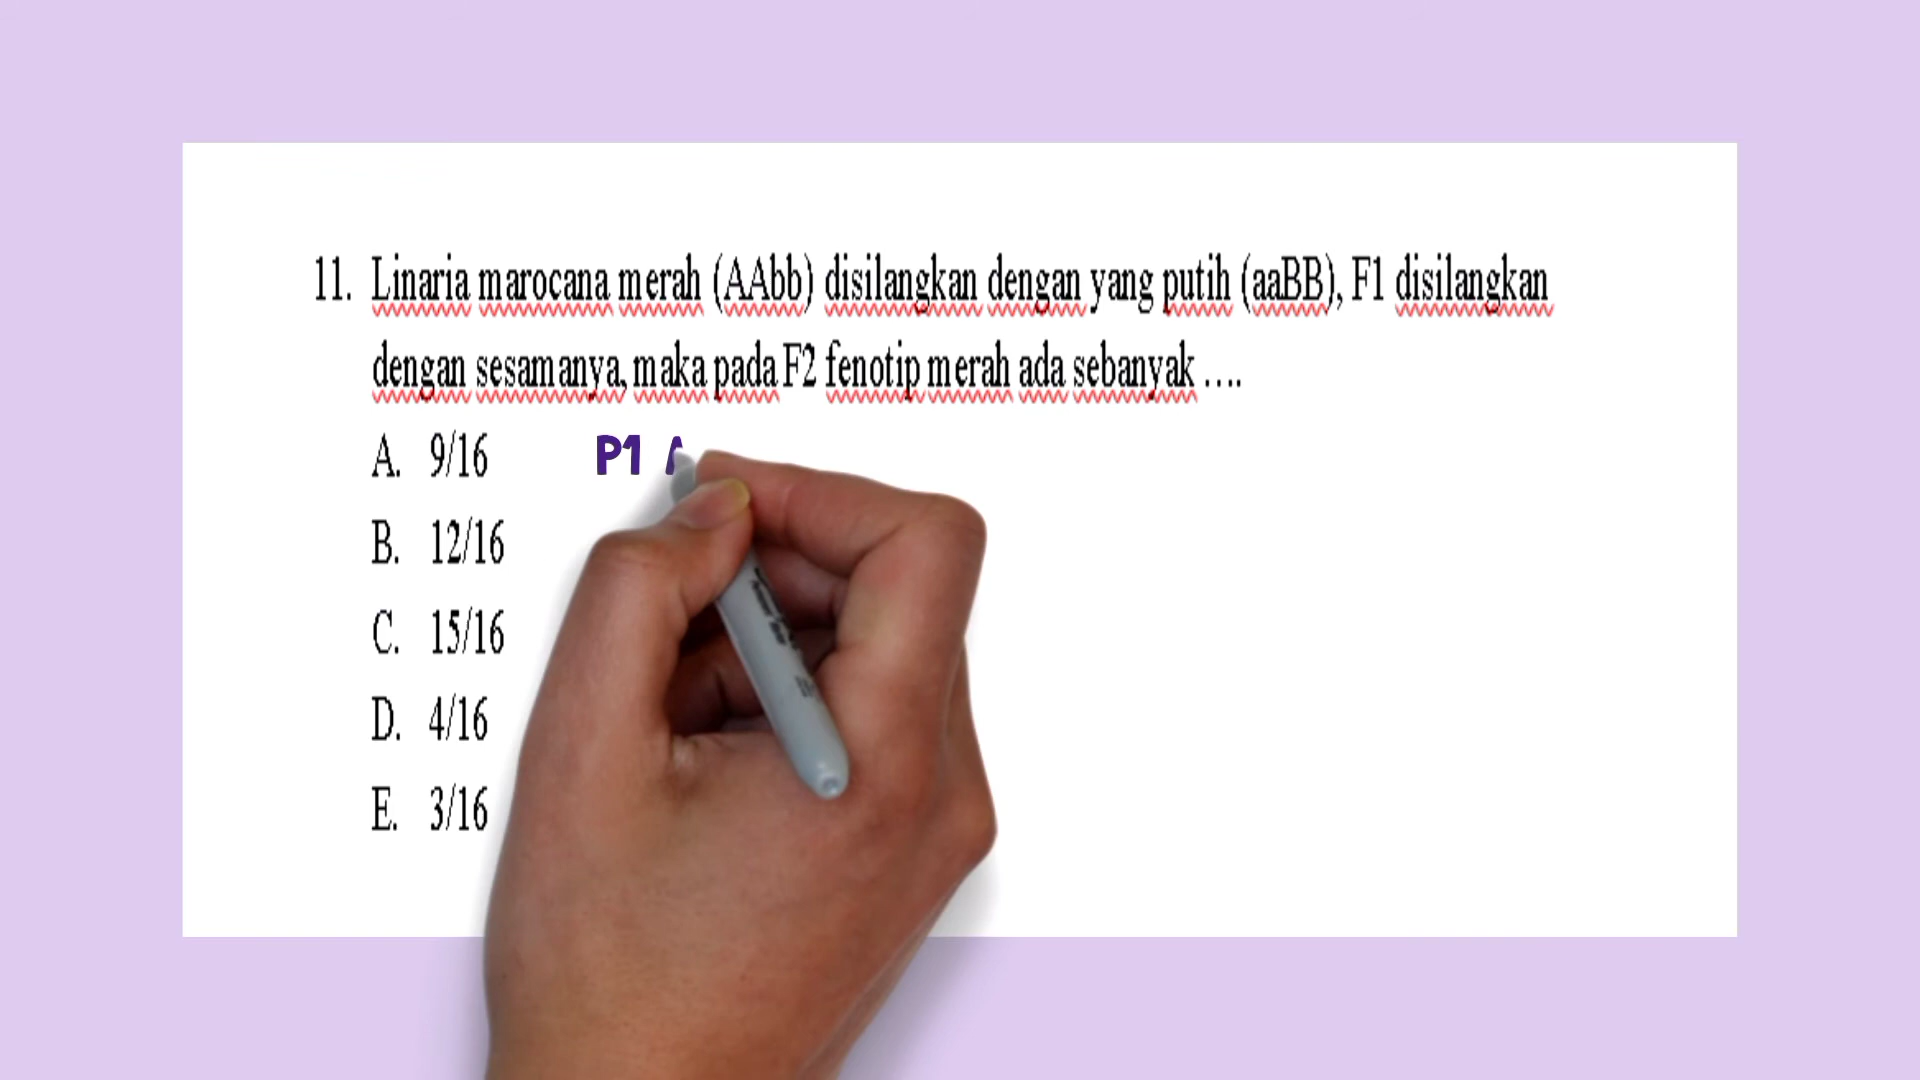 11. Linaria marocana merah (AAbb) disilangkan dengan yang putih (aaBB), F1 disilangkan
dengan sesamanya, maka pada F2 fenotip merah ada sebanyak ....
A. 9/16
P1
B. 12/16
C. 15/16
D. 4/16
E. 3/16